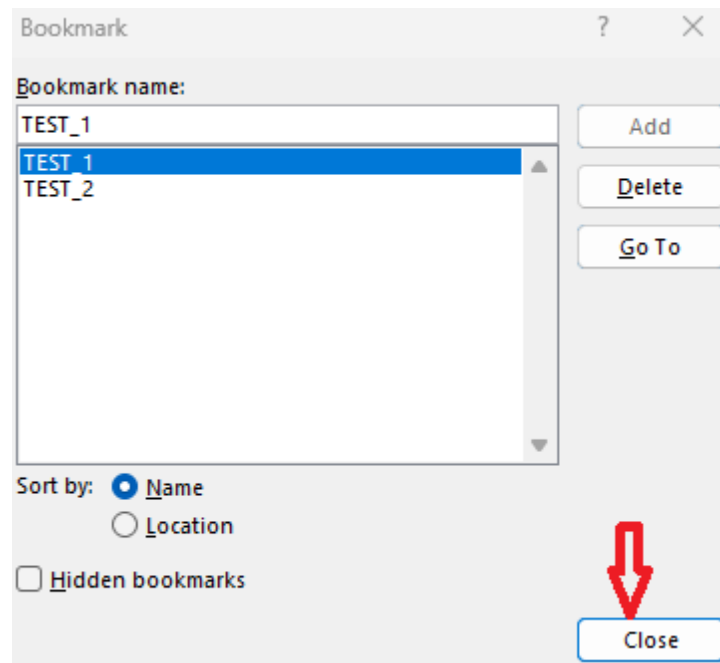 Bookmark ?
Bookmark name:
TEST_1
Add
TEST_1
TEST_2
Delete
Go To
Sort by: Name
Location
Hidden bookmarks
Close